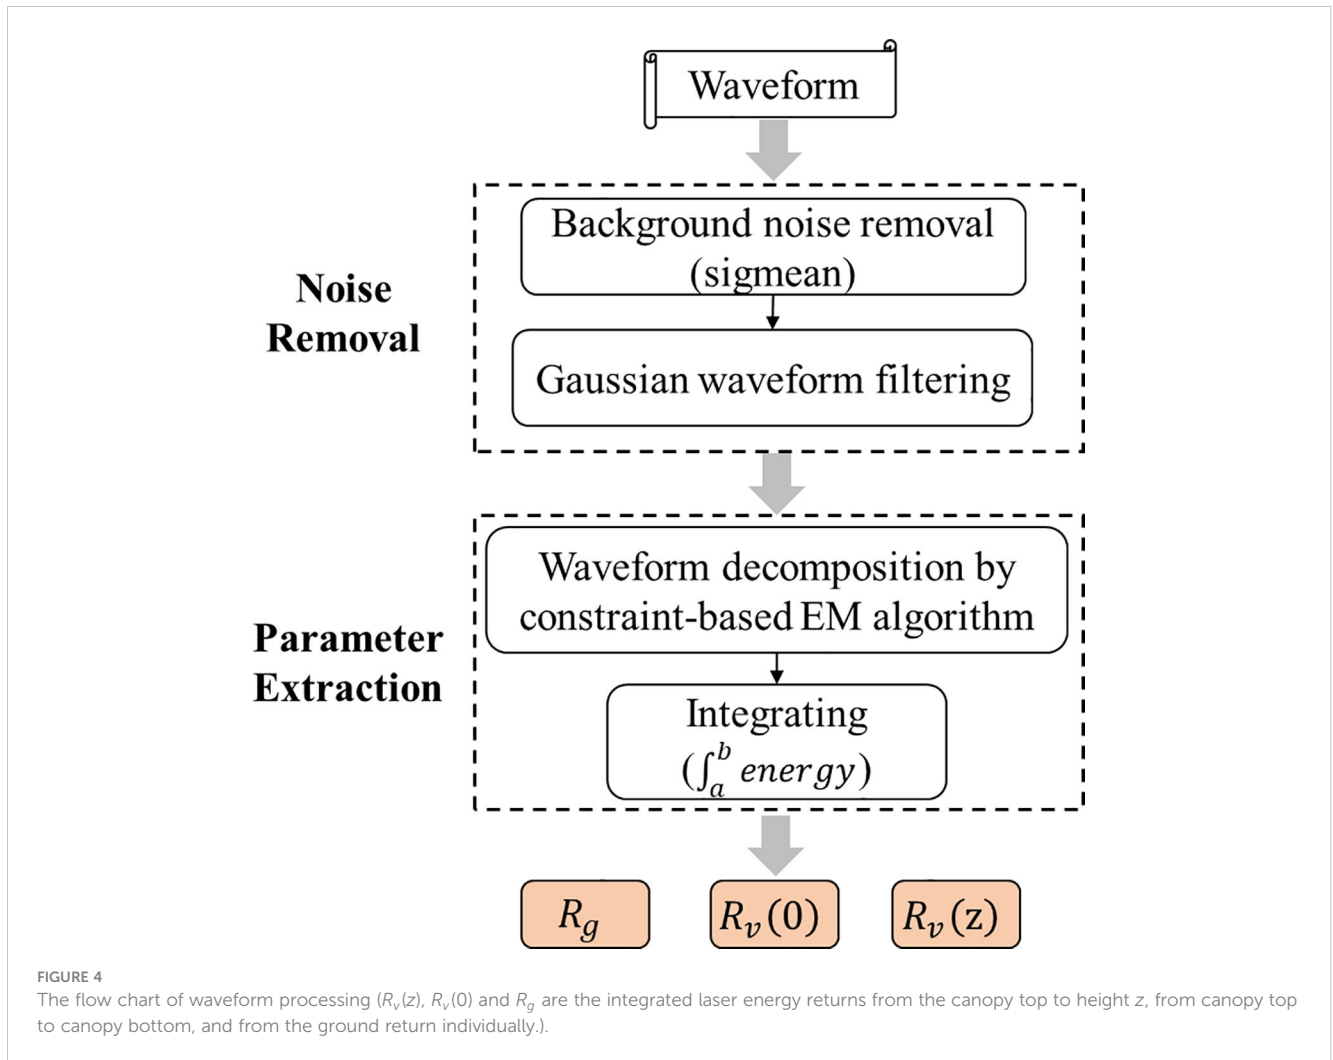 Waveform
Background noise removal
(sigmean)
Noise
Removal
Gaussian waveform filtering
Waveform decomposition by
constraint-based EM algorithm
Parameter
Extraction
Integrating
(∫_a^b energy)
R_g
R_v(0)
R_v(z)
FIGURE 4
The flow chart of waveform processing (R_v(z), R_v(0) and R_g are the integrated laser energy returns from the canopy top to height z, from canopy top
to canopy bottom, and from the ground return individually.).